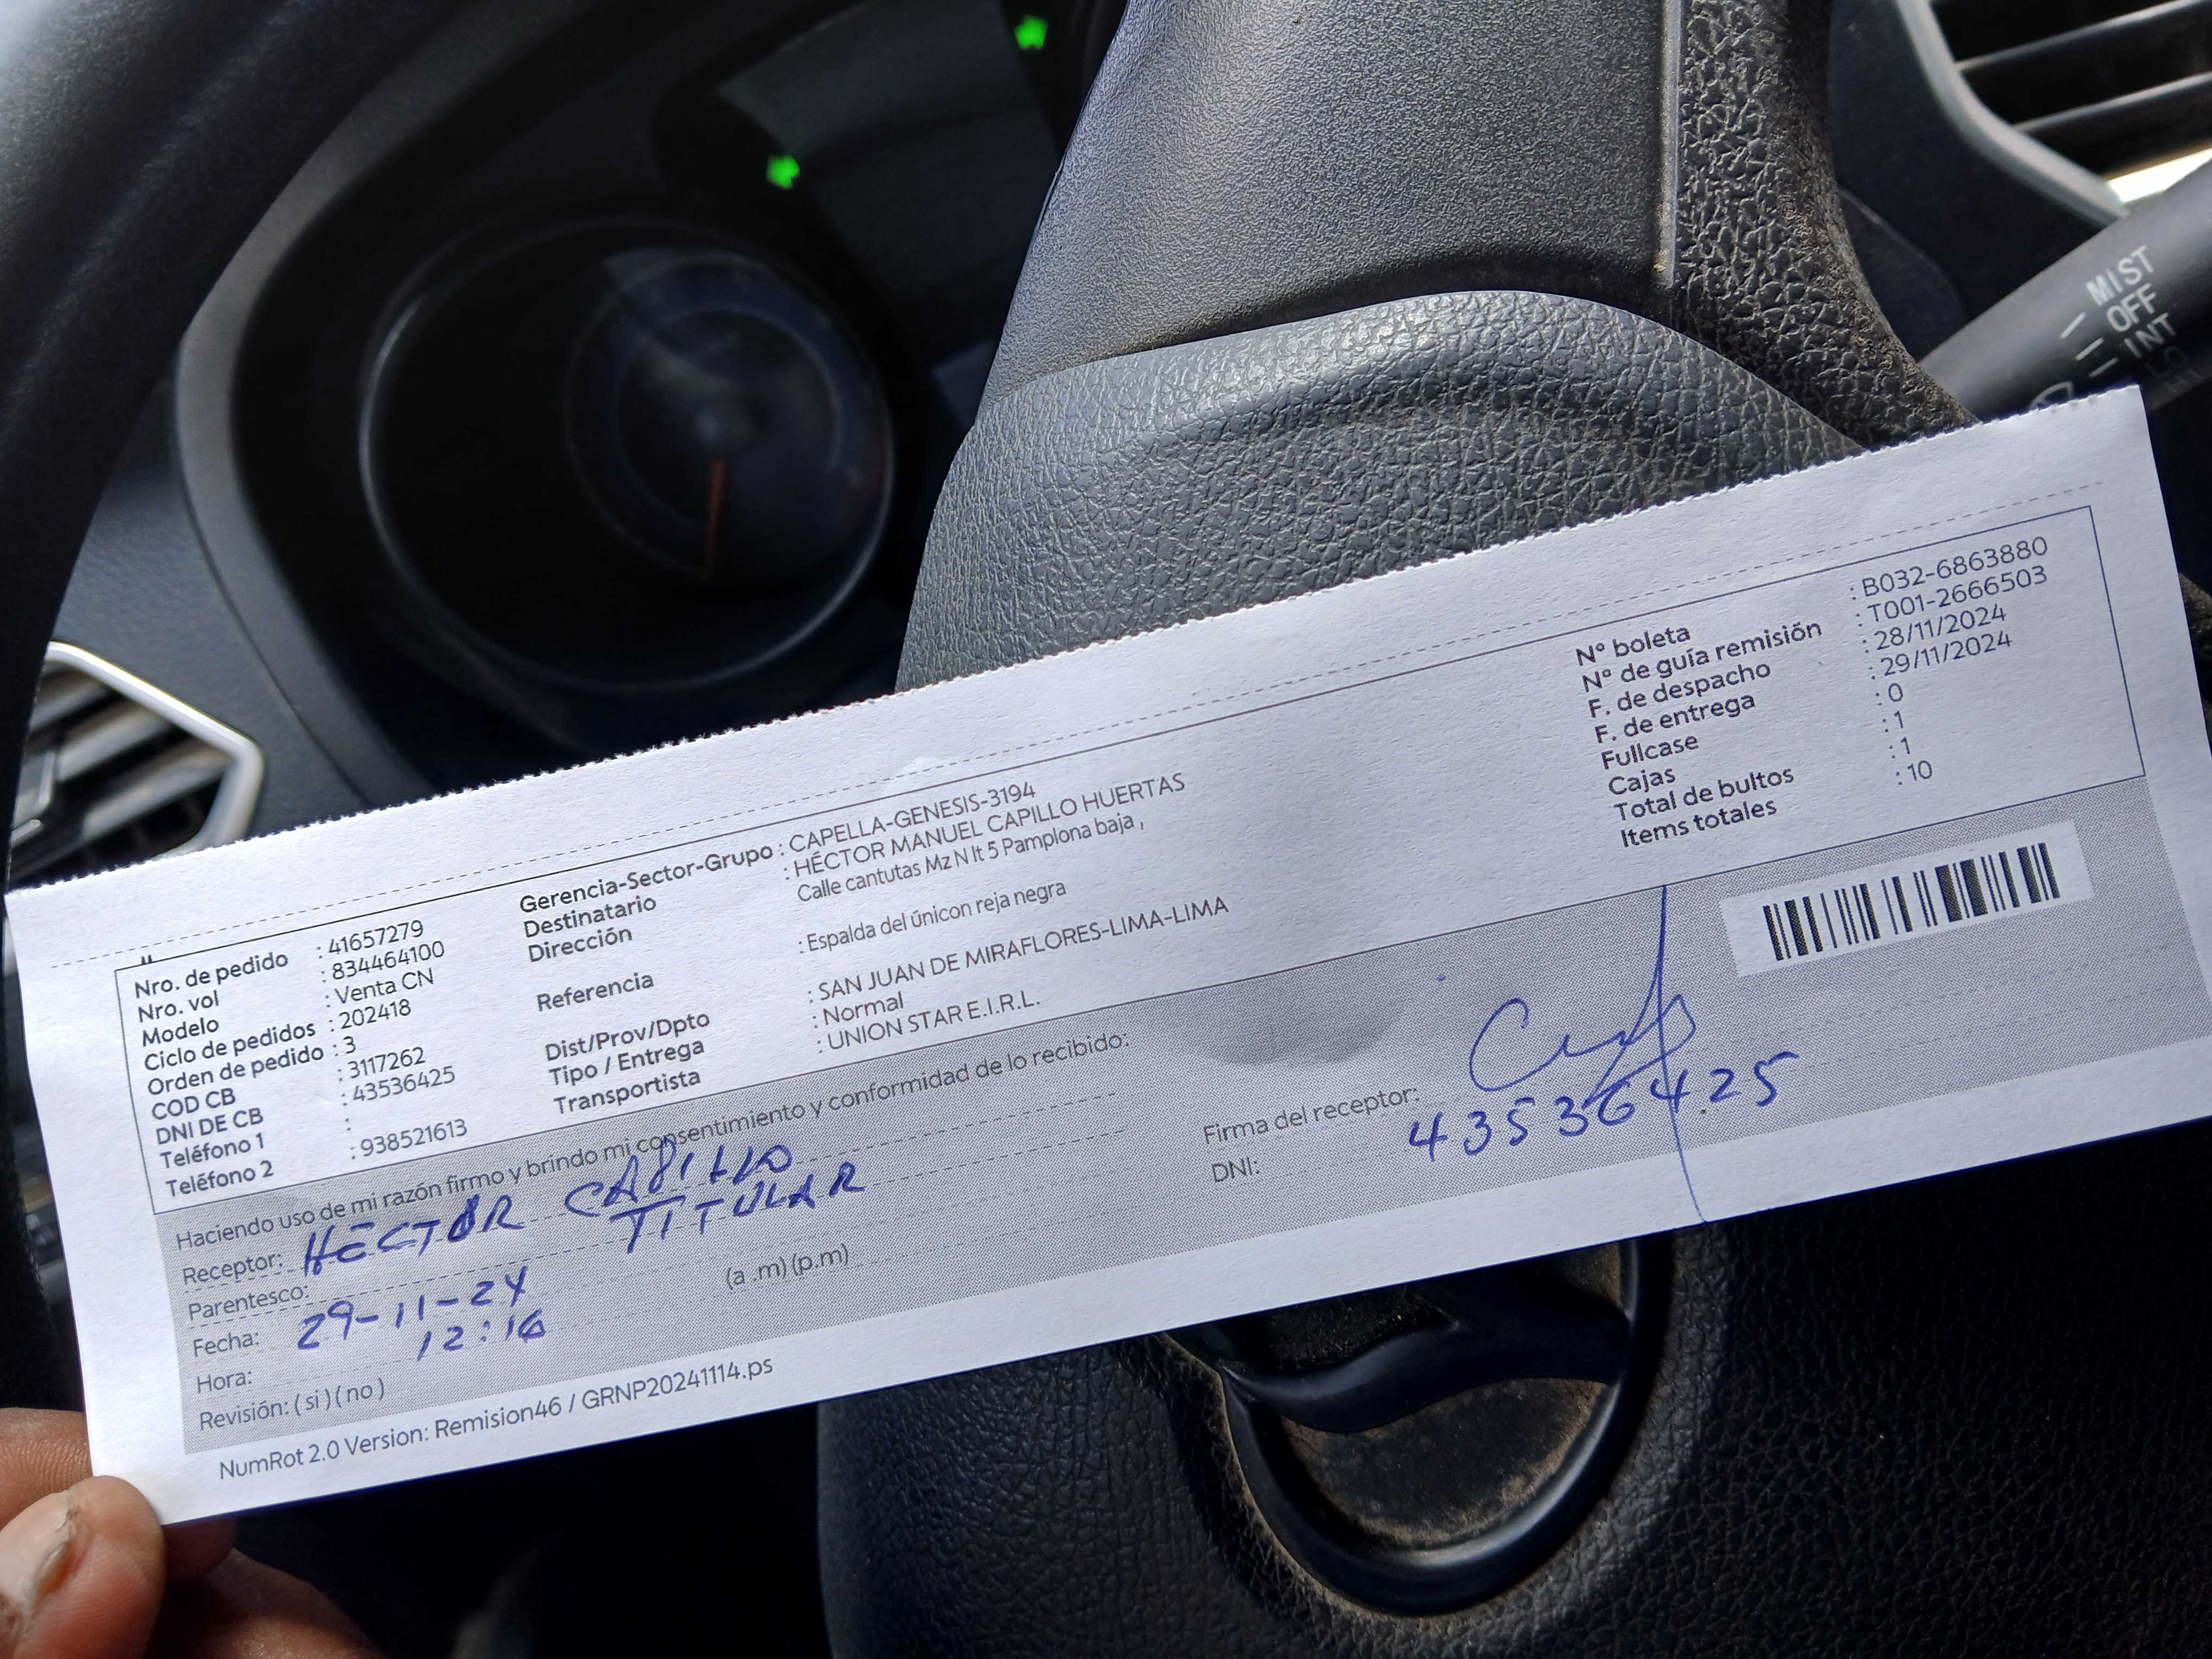 MIST
OFF
INT
LO
HI
Nro. de pedido : 41657279
Nro. vol : 834464100
Modelo : Venta CN
Ciclo de pedidos : 202418
Orden de pedido : 3
COD CB : 3117262
DNI DE CB : 43536425
Teléfono 1 :
Teléfono 2 : 938521613
Gerencia-Sector-Grupo : CAPELLA-GENESIS-3194
Destinatario : HÉCTOR MANUEL CAPILLO HUERTAS
Dirección Calle cantutas Mz N lt 5 Pamplona baja ,
Referencia : Espalda del únicon reja negra
Dist/Prov/Dpto : SAN JUAN DE MIRAFLORES-LIMA-LIMA
Tipo / Entrega : Normal
Transportista : UNION STAR E.I.R.L.
N° boleta : B032-6863880
N° de guía remisión : T001-2666503
F. de despacho : 28/11/2024
F. de entrega : 29/11/2024
Fullcase : 0
Cajas : 1
Total de bultos : 1
Items totales : 10
Haciendo uso de mi razón firmo y brindo mi consentimiento y conformidad de lo recibido:
Receptor: HÉCTOR CAPILLO
Parentesco: TITULAR
Fecha: 29-11-24
Hora: 12:16 (a .m) (p.m)
Revisión: ( si ) ( no )
Firma del receptor:
DNI: 43536425
NumRot 2.0 Version: Remision46 / GRNP20241114.ps